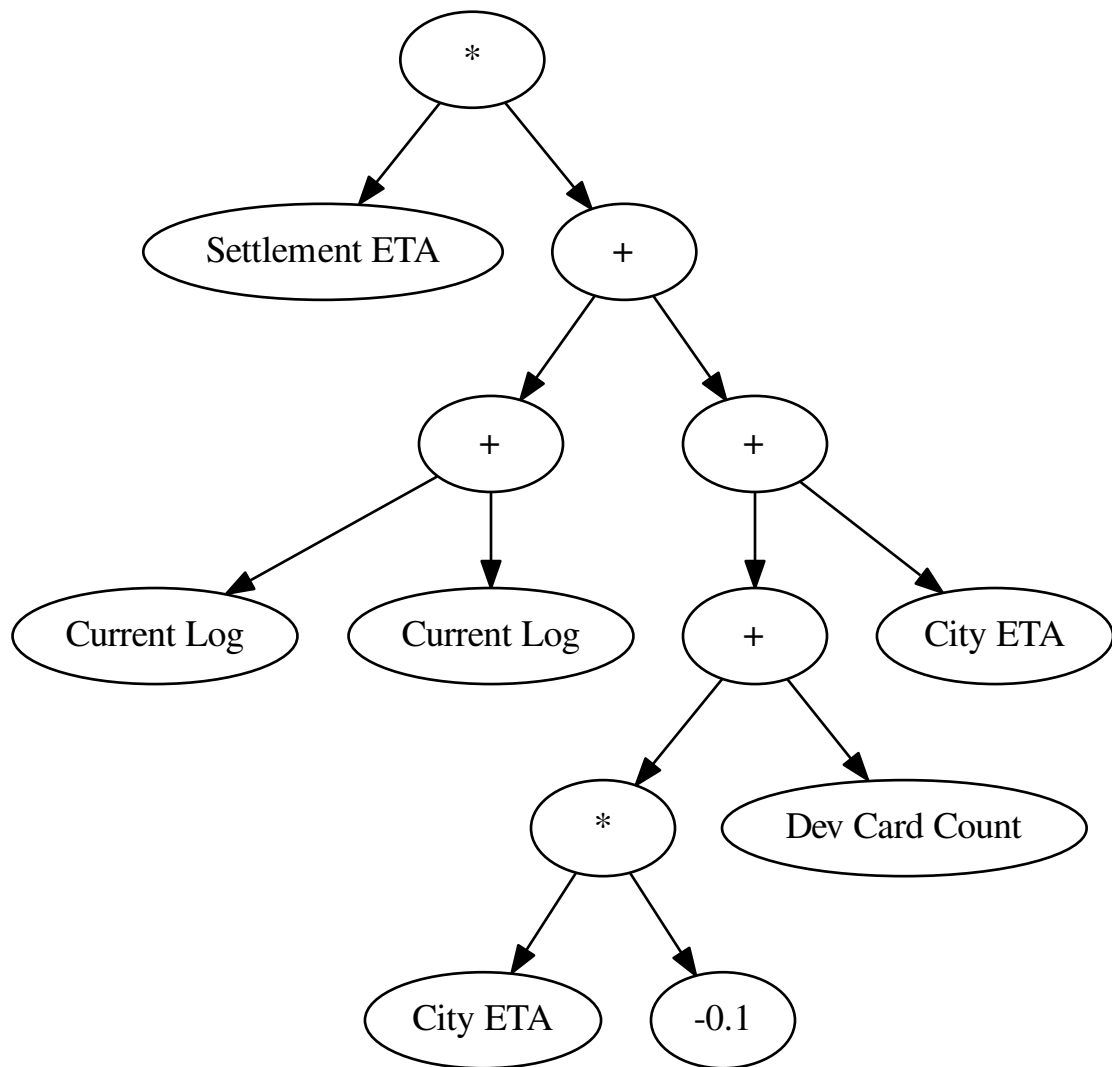 *
Settlement ETA
+
+
+
Current Log
Current Log
+
City ETA
*
Dev Card Count
City ETA
-0.1